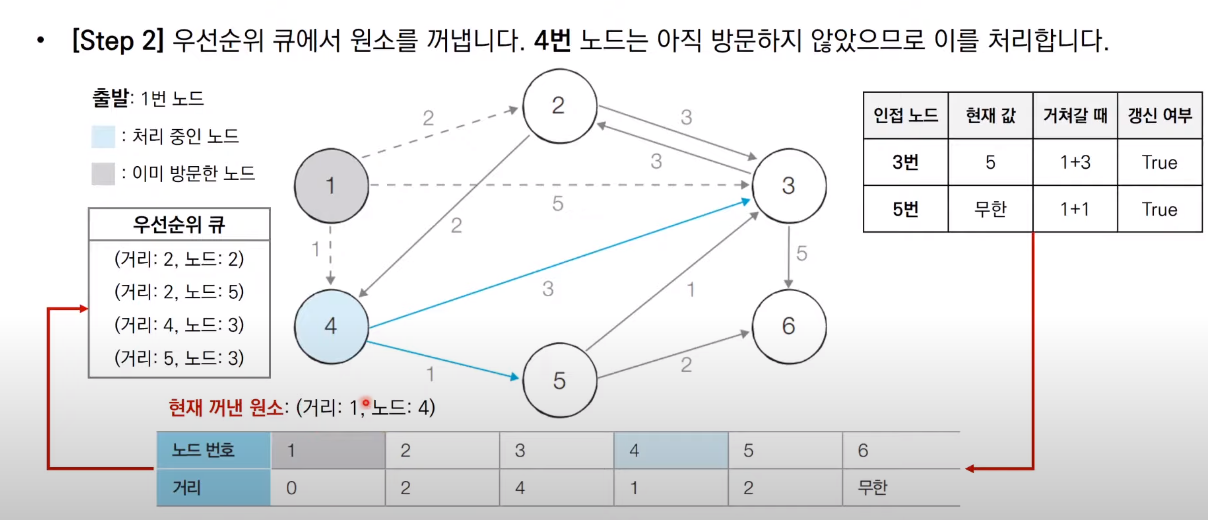 • [Step 2] 우선순위 큐에서 원소를 꺼냅니다. 4번 노드는 아직 방문하지 않았으므로 이를 처리합니다.
출발: 1번 노드
: 처리 중인 노드
: 이미 방문한 노드
우선순위 큐
(거리: 2, 노드: 2)
(거리: 2, 노드: 5)
(거리: 4, 노드: 3)
(거리: 5, 노드: 3)
2
2
3
3
1
5
3
1
2
5
4
3
1
6
1
5
2
인접 노드 현재 값 거쳐갈 때 갱신 여부
3번 5 1+3 True
5번 무한 1+1 True
현재 꺼낸 원소: (거리: 1, 노드: 4)
노드 번호 1 2 3 4 5 6
거리 0 2 4 1 2 무한